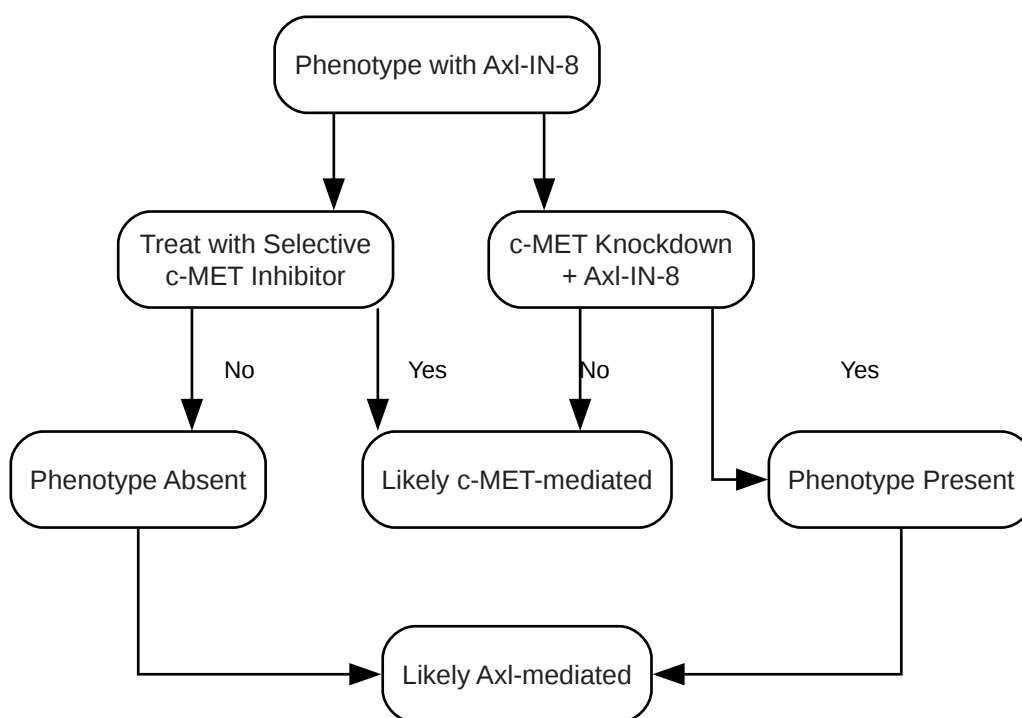 Phenotype with Axl-IN-8
Treat with Selective
c-MET Inhibitor
c-MET Knockdown
+ Axl-IN-8
No
Yes
No
Yes
Phenotype Absent
Likely c-MET-mediated
Phenotype Present
Likely Axl-mediated